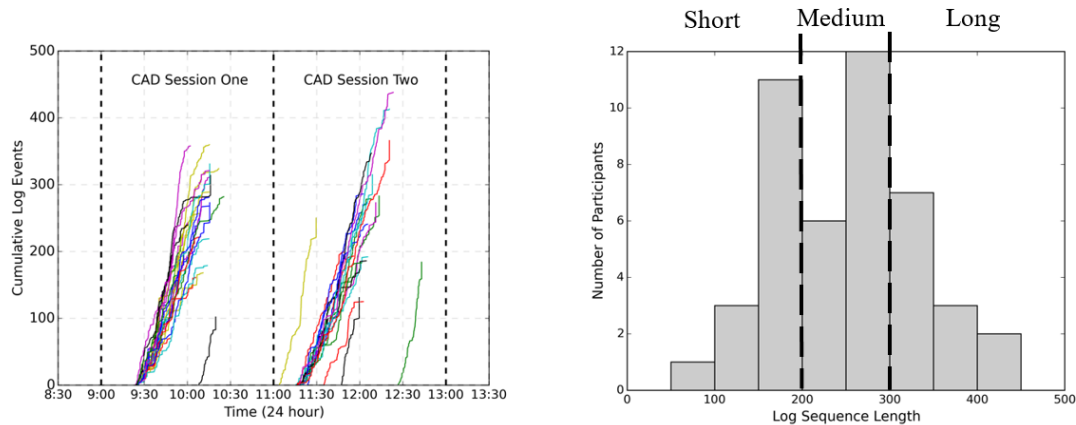 500
400
300
200
100
0
Cumulative Log Events
CAD Session One
CAD Session Two
8:30 9:00 9:30 10:00 10:30 11:00 11:30 12:00 12:30 13:00 13:30
Time (24 hour)
Short Medium Long
12
10
8
6
4
2
0
Number of Participants
0 100 200 300 400 500
Log Sequence Length